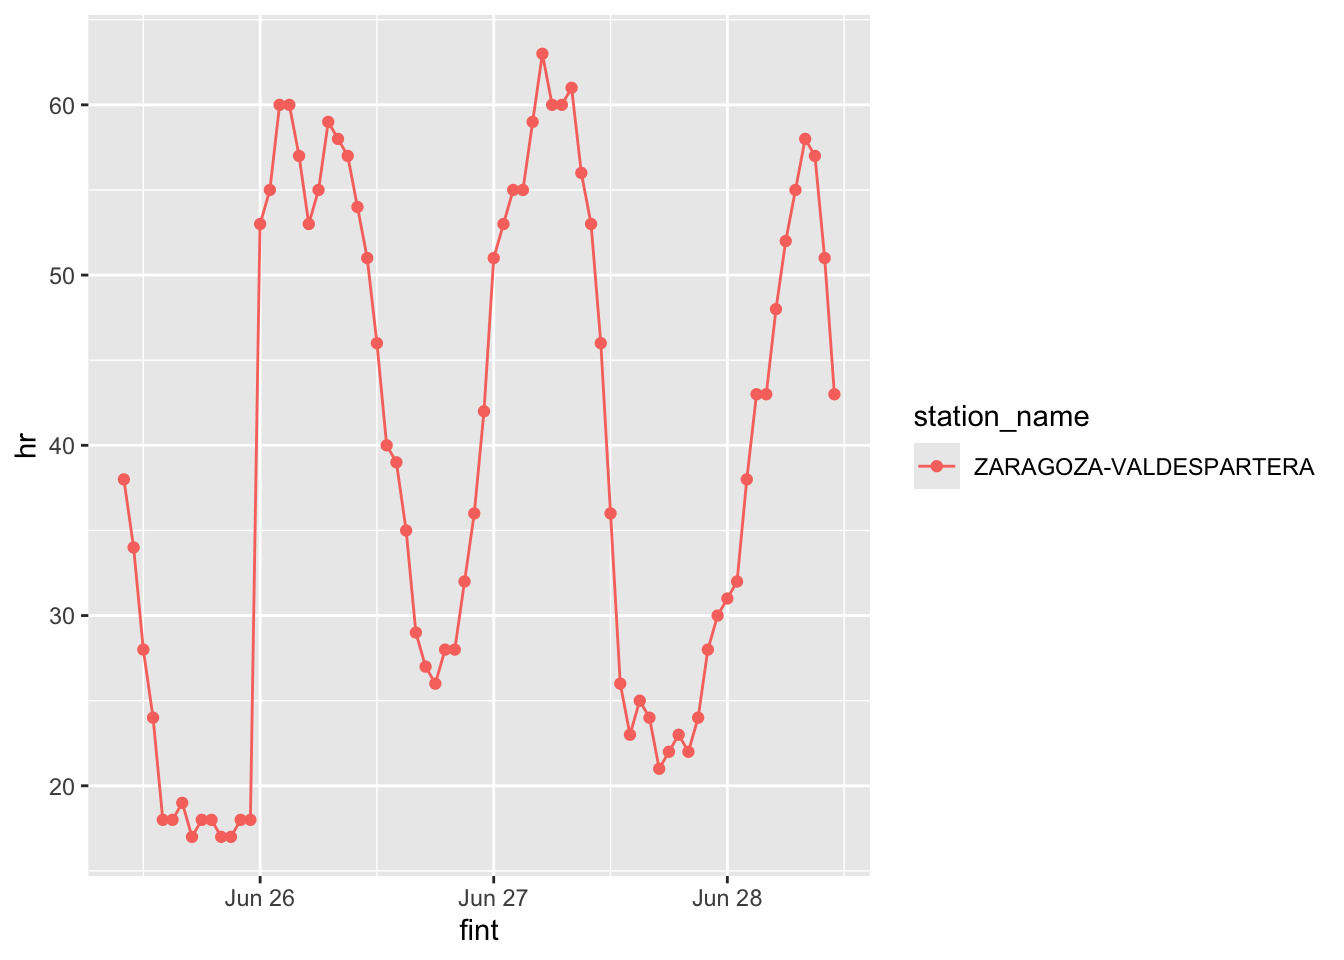 60
50
40
30
20
hr
Jun 26
Jun 27
Jun 28
fint
station_name
ZARAGOZA-VALDESPARTERA